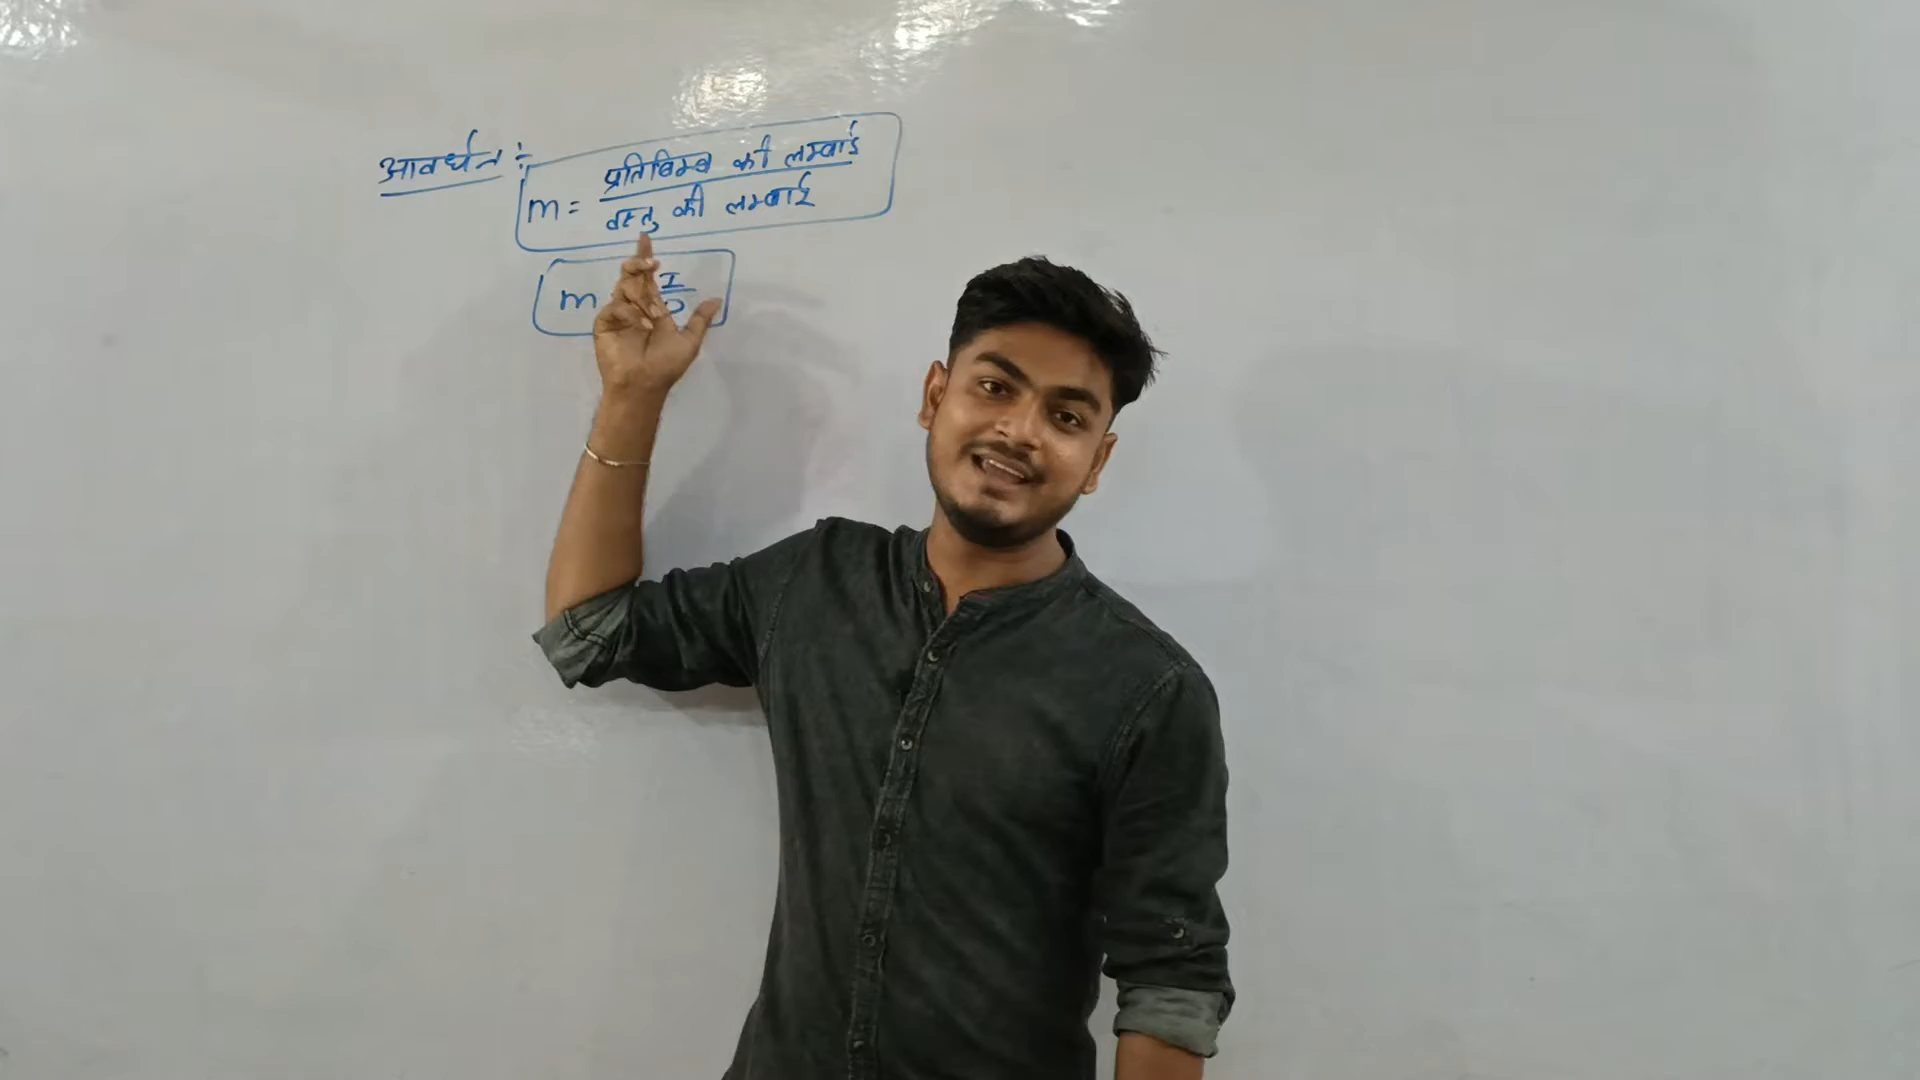 आवर्धन :-
m = प्रतिबिम्ब की लम्बाई
वस्तु की लम्बाई
m I